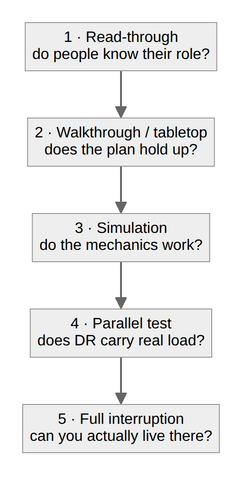 1 · Read-through
do people know their role?
2 · Walkthrough / tabletop
does the plan hold up?
3 · Simulation
do the mechanics work?
4 · Parallel test
does DR carry real load?
5 · Full interruption
can you actually live there?